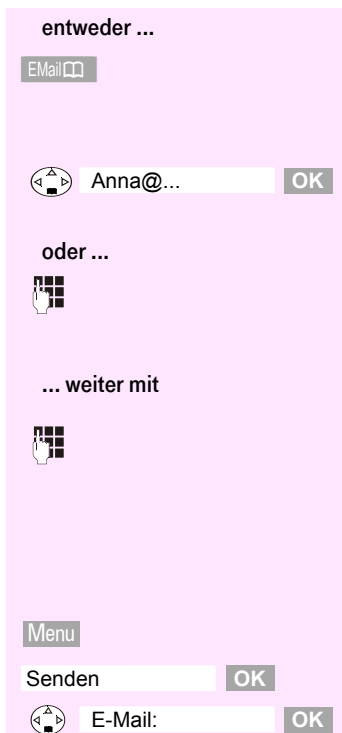 entweder ...
EMail
Anna@... OK
oder ...
... weiter mit
Menu
Senden OK
E-Mail: OK